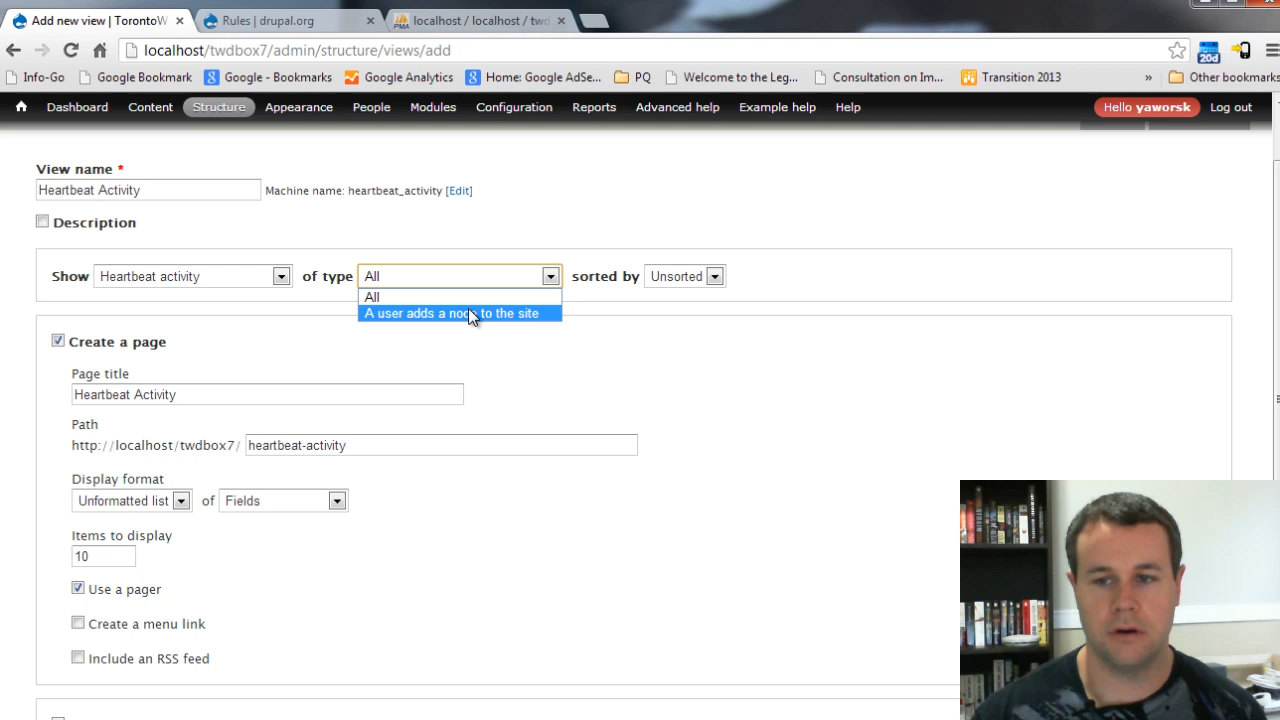 Add new view | TorontoW
Rules | drupal.org
localhost / localhost / twd
localhost/twdbox7/admin/structure/views/add
Info-Go
Google Bookmark
Google - Bookmarks
Google Analytics
Home: Google AdSe...
PQ
Welcome to the Leg...
Consultation on Im...
Transition 2013
»
Other bookmarks
20d
Dashboard
Content
Structure
Appearance
People
Modules
Configuration
Reports
Advanced help
Example help
Help
Hello yaworsk
Log out
View name *
Heartbeat Activity
Machine name: heartbeat_activity [Edit]
Description
Show Heartbeat activity of type All sorted by Unsorted
All
A user adds a node to the site
Create a page
Page title
Heartbeat Activity
Path
http://localhost/twdbox7/ heartbeat-activity
Display format
Unformatted list of Fields
Items to display
10
Use a pager
Create a menu link
Include an RSS feed